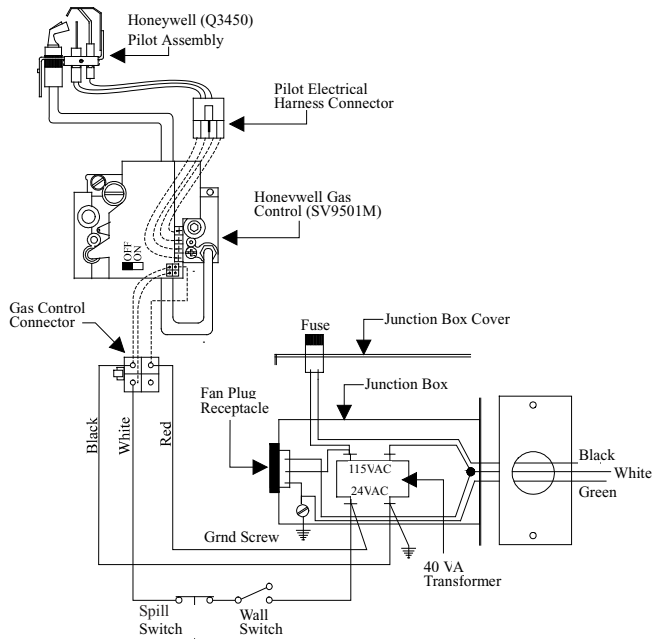 Honeywell (Q3450)
Pilot Assembly
Pilot Electrical
Harness Connector
Honeywell Gas
Control (SV9501M)
OFF
ON
Gas Control
Connector
Fuse
Junction Box Cover
Fan Plug
Receptacle
Junction Box
Black
White
Red
115VAC
24VAC
Black
White
Green
Grnd Screw
40 VA
Transformer
Spill
Switch
Wall
Switch